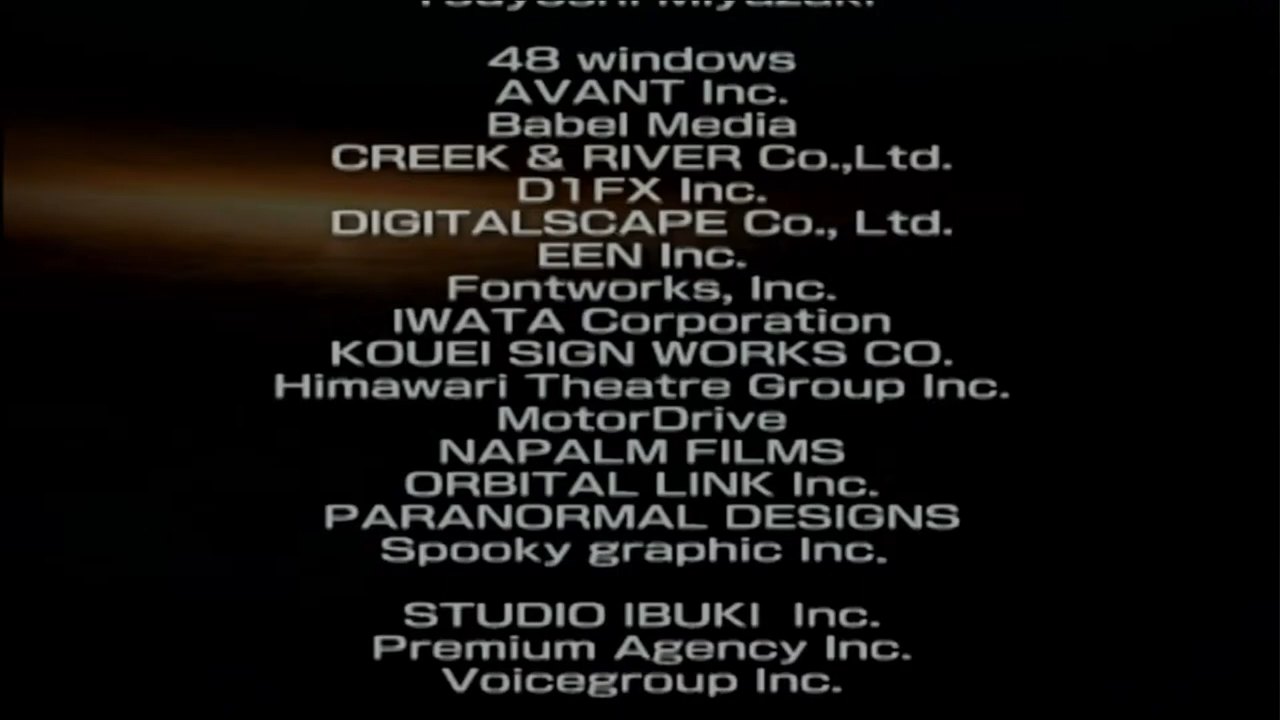 Tsuyoshi Miyazaki
48 windows
AVANT Inc.
Babel Media
CREEK & RIVER Co.,Ltd.
D1FX Inc.
DIGITALSCAPE Co., Ltd.
EEN Inc.
Fontworks, Inc.
IWATA Corporation
KOUEI SIGN WORKS CO.
Himawari Theatre Group Inc.
MotorDrive
NAPALM FILMS
ORBITAL LINK Inc.
PARANORMAL DESIGNS
Spooky graphic Inc.
STUDIO IBUKI  Inc.
Premium Agency Inc.
Voicegroup Inc.